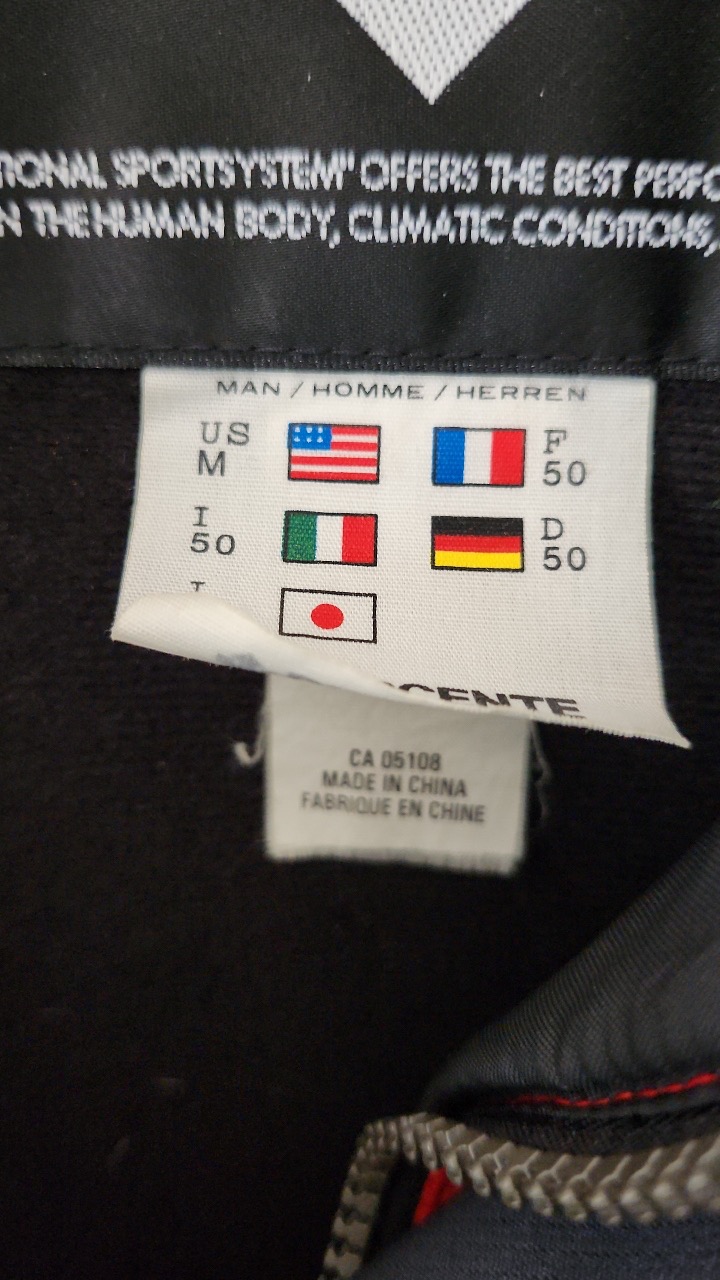 TIONAL SPORTSYSTEM" OFFERS THE BEST
N THE HUMAN BODY, CLIMATIC CONDITIONS,
MAN / HOMME / HERREN
US F
M 50
I D
50 50
CA 05108
MADE IN CHINA
FABRIQUE EN CHINE